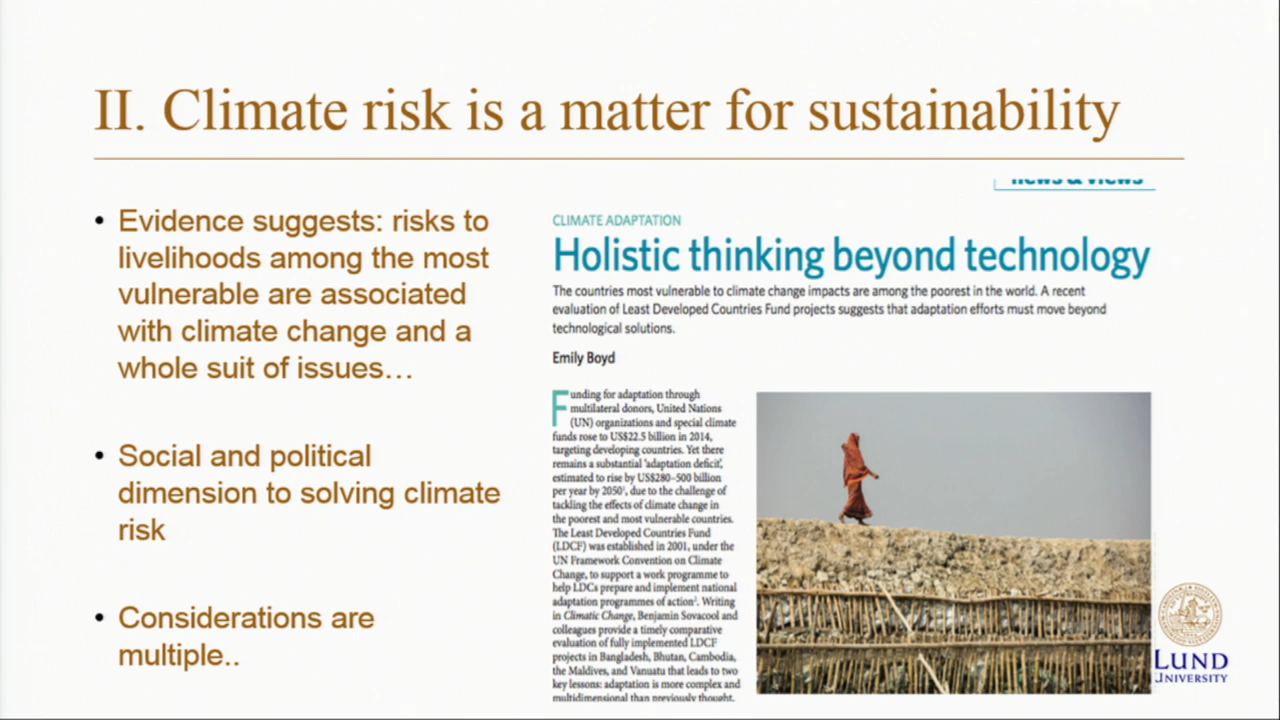 II. Climate risk is a matter for sustainability
• Evidence suggests: risks to
livelihoods among the most
vulnerable are associated
with climate change and a
whole suit of issues…
• Social and political
dimension to solving climate
risk
• Considerations are
multiple..
news & views
CLIMATE ADAPTATION
Holistic thinking beyond technology
The countries most vulnerable to climate change impacts are among the poorest in the world. A recent
evaluation of Least Developed Countries Fund projects suggests that adaptation efforts must move beyond
technological solutions.
Emily Boyd
Funding for adaptation through
multilateral donors, United Nations
(UN) organizations and special climate
funds rose to US$22.5 billion in 2014,
targeting developing countries. Yet there
remains a substantial 'adaptation deficit',
estimated to rise by US$280–500 billion
per year by 2050¹, due to the challenge of
tackling the effects of climate change in
the poorest and most vulnerable countries.
The Least Developed Countries Fund
(LDCF) was established in 2001, under the
UN Framework Convention on Climate
Change, to support a work programme to
help LDCs prepare and implement national
adaptation programmes of action². Writing
in Climatic Change, Benjamin Sovacool and
colleagues provide a timely comparative
evaluation of fully implemented LDCF
projects in Bangladesh, Bhutan, Cambodia,
the Maldives, and Vanuatu that leads to two
key lessons: adaptation is more complex and
multidimensional than previously thought.
LUND
UNIVERSITY